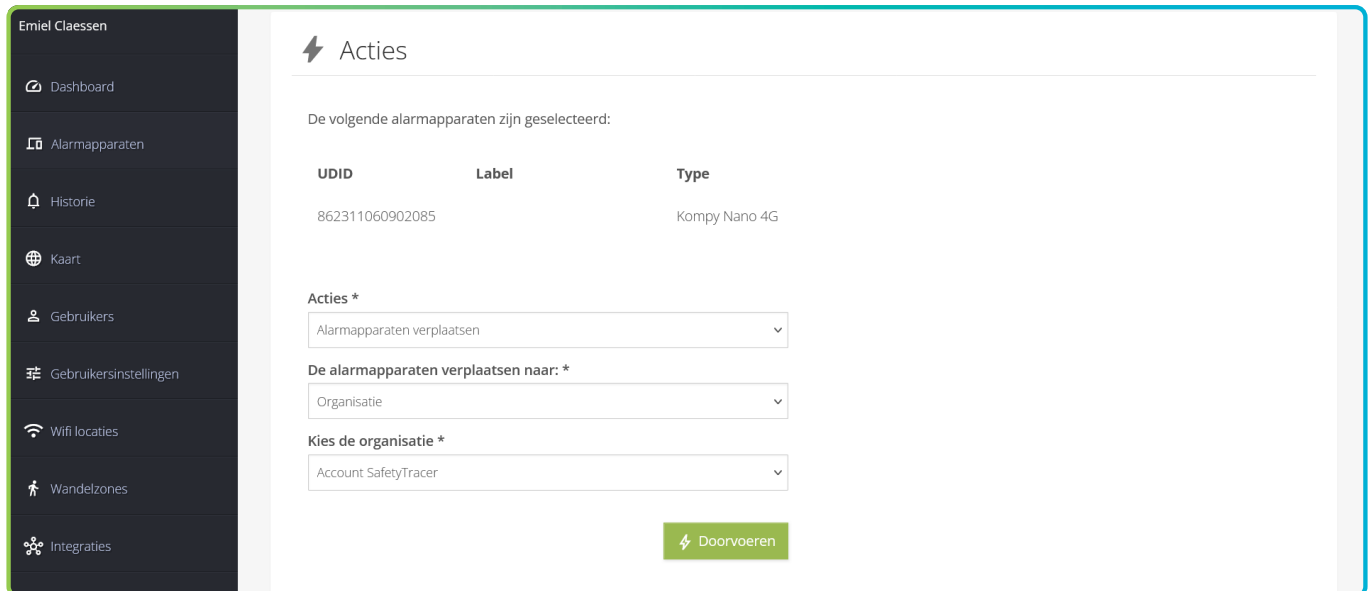 Emiel Claessen
Dashboard
Alarmapparaten
Historie
Kaart
Gebruikers
Gebruikersinstellingen
Wifi locaties
Wandelzones
Integraties
Acties
De volgende alarmapparaten zijn geselecteerd:
UDID Label Type
862311060902085 Kompy Nano 4G
Acties *
Alarmapparaten verplaatsen
De alarmapparaten verplaatsen naar: *
Organisatie
Kies de organisatie *
Account SafetyTracer
Doorvoeren